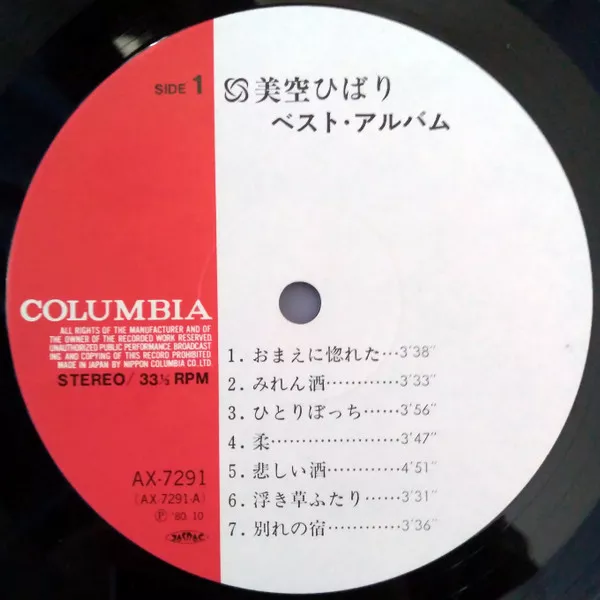 SIDE 1
美空ひばり
ベスト・アルバム
COLUMBIA
ALL RIGHTS OF THE MANUFACTURER AND OF
THE OWNER OF THE RECORDED WORK RESERVED
UNAUTHORIZED PUBLIC PERFORMANCE BROADCAST
ING AND COPYING OF THIS RECORD PROHIBITED
MADE IN JAPAN BY NIPPON COLUMBIA CO. LTD.
STEREO/ 33⅓ RPM
1. おまえに惚れた…3'38"
2. みれん酒…………3'33"
3. ひとりぼっち……3'56"
4. 柔…………………3'47"
5. 悲しい酒…………4'51"
6. 浮き草ふたり……3'31"
7. 別れの宿…………3'36"
AX-7291
(AX-7291-A)
Ⓟ '80. 10
JASRAC